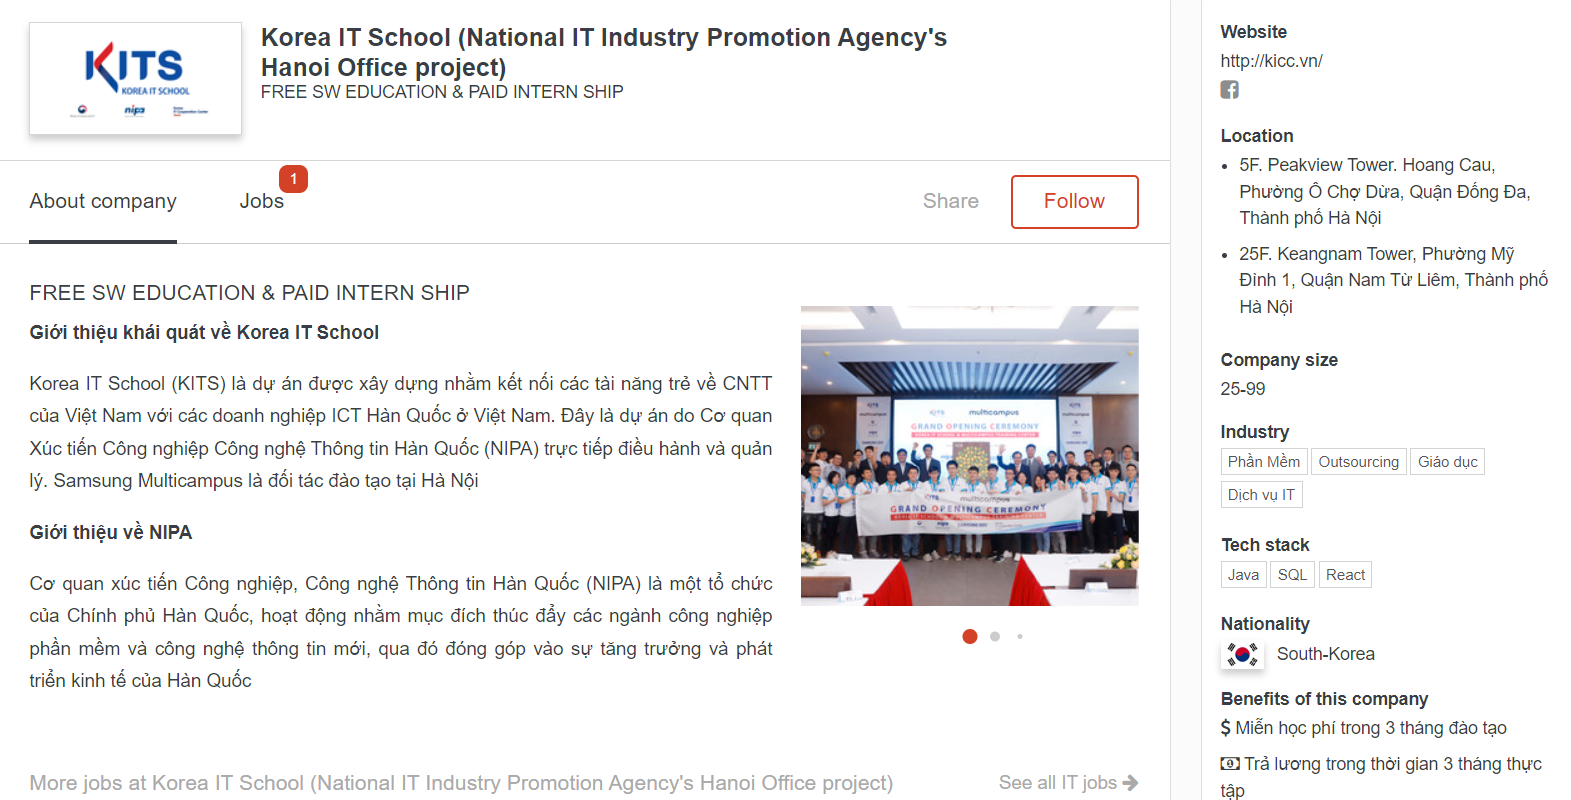 KITS
KOREA IT SCHOOL
nipa
Korea IT School (National IT Industry Promotion Agency's
Hanoi Office project)
FREE SW EDUCATION & PAID INTERN SHIP
About company
Jobs
1
Share
Follow
FREE SW EDUCATION & PAID INTERN SHIP
Giới thiệu khái quát về Korea IT School
Korea IT School (KITS) là dự án được xây dựng nhằm kết nối các tài năng trẻ về CNTT
của Việt Nam với các doanh nghiệp ICT Hàn Quốc ở Việt Nam. Đây là dự án do Cơ quan
Xúc tiến Công nghiệp Công nghệ Thông tin Hàn Quốc (NIPA) trực tiếp điều hành và quản
lý. Samsung Multicampus là đối tác đào tạo tại Hà Nội
Giới thiệu về NIPA
Cơ quan xúc tiến Công nghiệp, Công nghệ Thông tin Hàn Quốc (NIPA) là một tổ chức
của Chính phủ Hàn Quốc, hoạt động nhằm mục đích thúc đẩy các ngành công nghiệp
phần mềm và công nghệ thông tin mới, qua đó đóng góp vào sự tăng trưởng và phát
triển kinh tế của Hàn Quốc
KITS multicampus
GRAND OPENING CEREMONY
KITS multicampus
GRAND OPENING CEREMONY
More jobs at Korea IT School (National IT Industry Promotion Agency's Hanoi Office project)
See all IT jobs
Website
http://kicc.vn/
Location
5F. Peakview Tower. Hoang Cau,
Phường Ô Chợ Dừa, Quận Đống Đa,
Thành phố Hà Nội
25F. Keangnam Tower, Phường Mỹ
Đình 1, Quận Nam Từ Liêm, Thành phố
Hà Nội
Company size
25-99
Industry
Phần Mềm
Outsourcing
Giáo dục
Dịch vụ IT
Tech stack
Java
SQL
React
Nationality
South-Korea
Benefits of this company
Miễn học phí trong 3 tháng đào tạo
Trả lương trong thời gian 3 tháng thực
tập